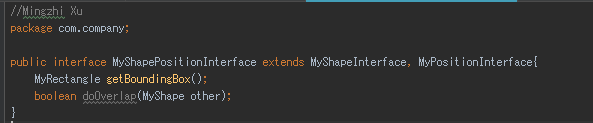 //Mingzhi Xu
package com.company;
public interface MyShapePositionInterface extends MyShapeInterface, MyPositionInterface{
MyRectangle getBoundingBox();
boolean doOverlap(MyShape other);
}